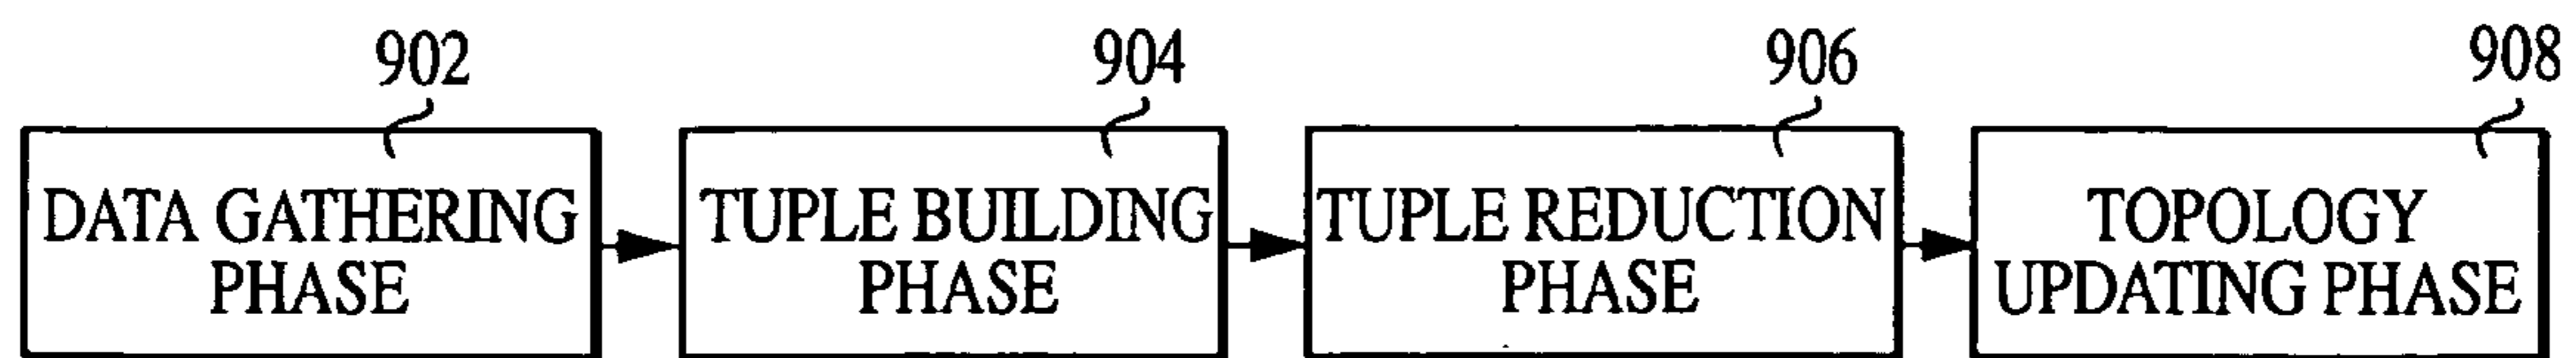 902
904
906
908
DATA GATHERING
PHASE
TUPLE BUILDING
PHASE
TUPLE REDUCTION
PHASE
TOPOLOGY
UPDATING PHASE